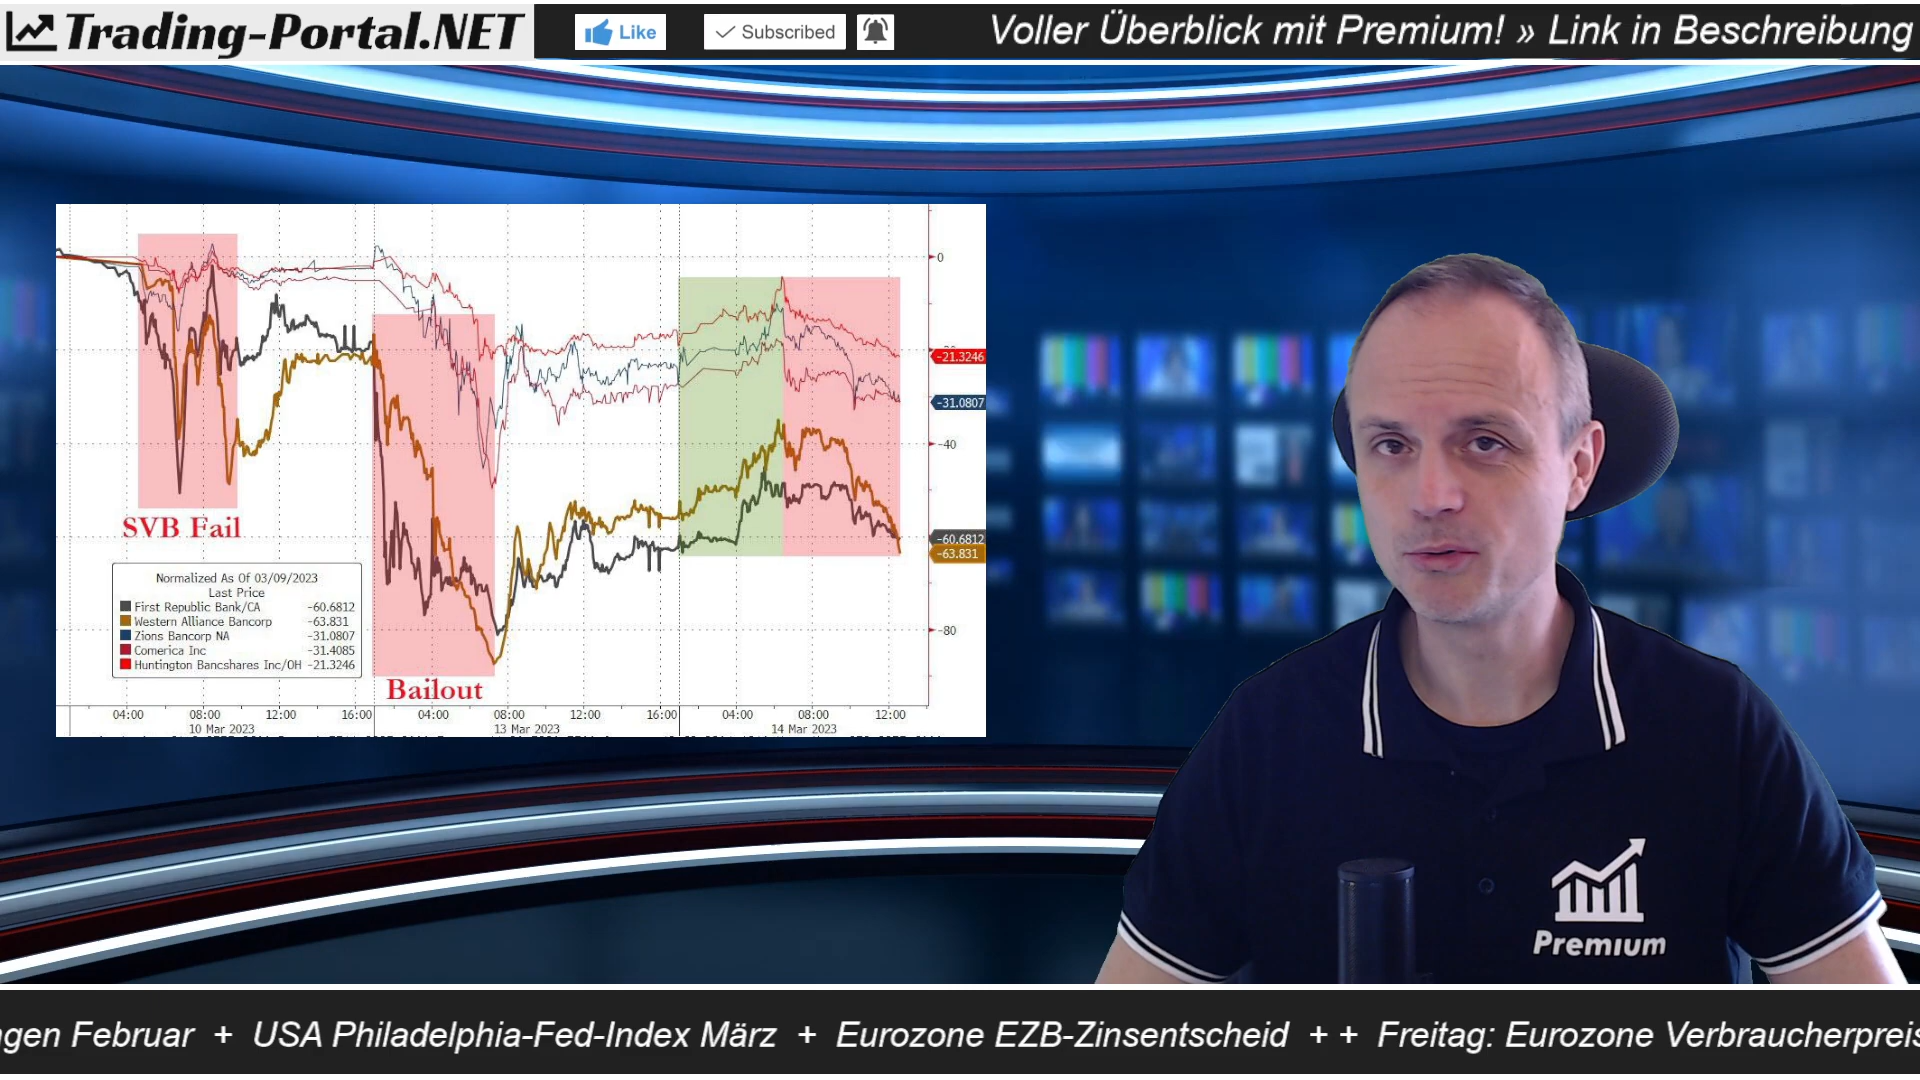 Trading-Portal.NET
Like
Subscribed
Voller Überblick mit Premium! » Link in Beschreibung
0
-21.3246
-31.0807
-40
SVB Fail
-60.6812
-63.831
Normalized As Of 03/09/2023
Last Price
First Republic Bank/CA -60.6812
Western Alliance Bancorp -63.831
Zions Bancorp NA -31.0807
Comerica Inc -31.4085
Huntington Bancshares Inc/OH -21.3246
-80
Bailout
04:00 08:00 12:00 16:00 04:00 08:00 12:00 16:00 04:00 08:00 12:00
10 Mar 2023 13 Mar 2023 14 Mar 2023
Premium
gen Februar + USA Philadelphia-Fed-Index März + Eurozone EZB-Zinsentscheid + + Freitag: Eurozone Verbraucherpreis